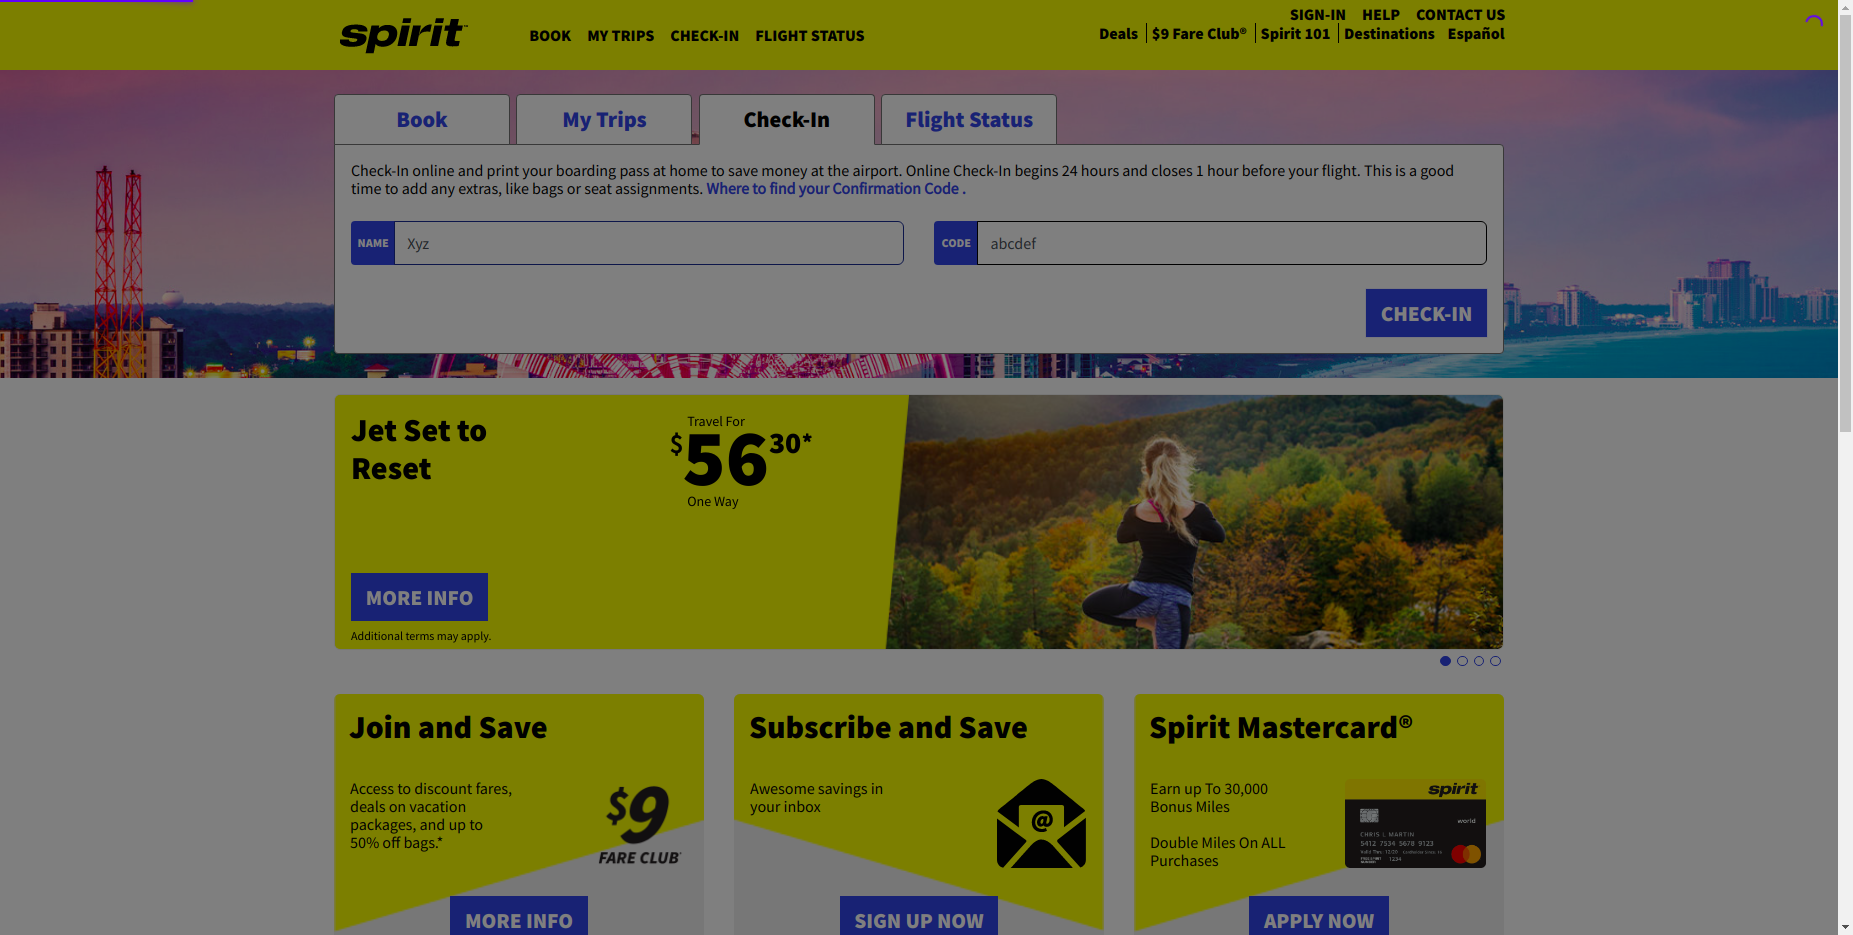 spirit
BOOK MY TRIPS CHECK-IN FLIGHT STATUS
SIGN-IN HELP CONTACT US
Deals $9 Fare Club® Spirit 101 Destinations Español
Book My Trips Check-In Flight Status
Check-In online and print your boarding pass at home to save money at the airport. Online Check-In begins 24 hours and closes 1 hour before your flight. This is a good
time to add any extras, like bags or seat assignments. Where to find your Confirmation Code .
NAME Xyz CODE abcdef
CHECK-IN
Jet Set to
Reset
Travel For
$56 30*
One Way
MORE INFO
Additional terms may apply.
Join and Save
Access to discount fares,
deals on vacation
packages, and up to
50% off bags.*
$9
FARE CLUB
MORE INFO
Subscribe and Save
Awesome savings in
your inbox
@
SIGN UP NOW
Spirit Mastercard®
Earn up To 30,000
Bonus Miles
Double Miles On ALL
Purchases
spirit
world
CHRIS L MARTIN
5412 7534 5678 9123
1234
APPLY NOW